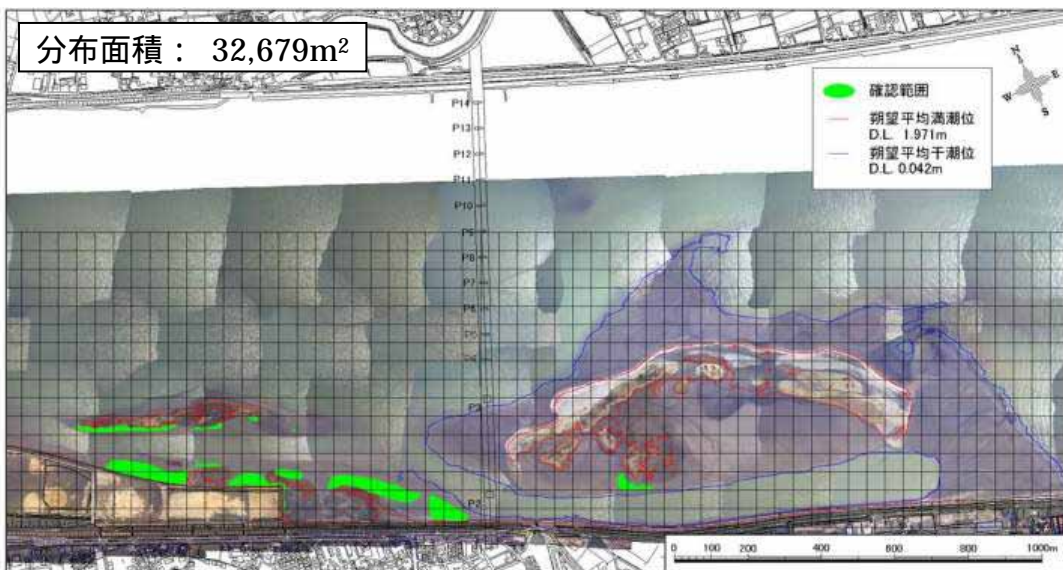 分布面積： 32,679m²
N
E
W
S
確認範囲
朔望平均満潮位
D.L. 1.971m
朔望平均干潮位
D.L. 0.042m
P14
P13
P12
P11
P10
P9
P8
P7
P6
P5
P4
P3
P2
0 100 200 400 600 800 1000m